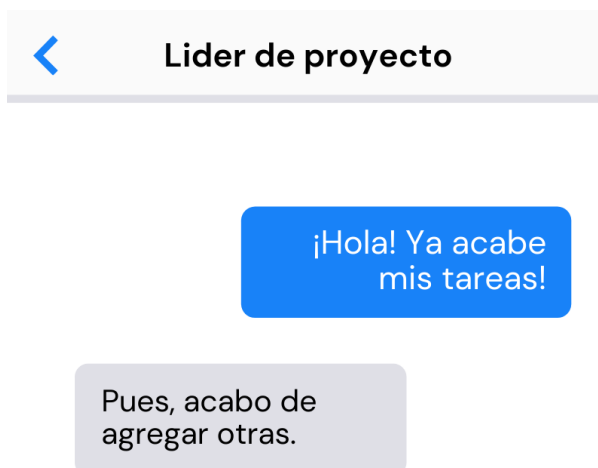 Lider de proyecto
¡Hola! Ya acabe
mis tareas!
Pues, acabo de
agregar otras.